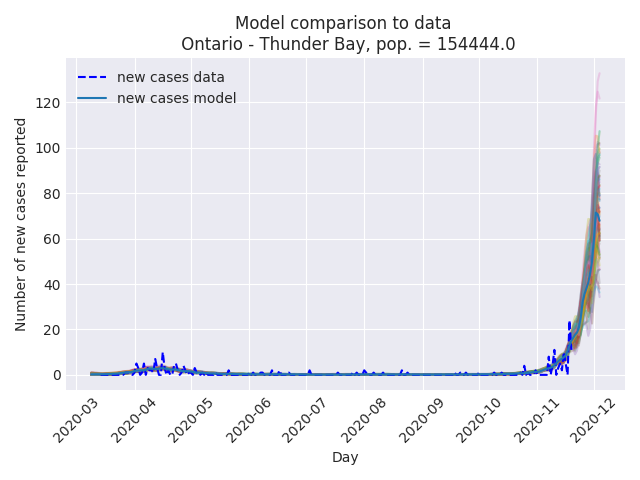 Model comparison to data
Ontario - Thunder Bay, pop. = 154444.0
new cases data
new cases model
120
100
80
60
40
20
0
Number of new cases reported
2020-03
2020-04
2020-05
2020-06
2020-07
2020-08
2020-09
2020-10
2020-11
2020-12
Day